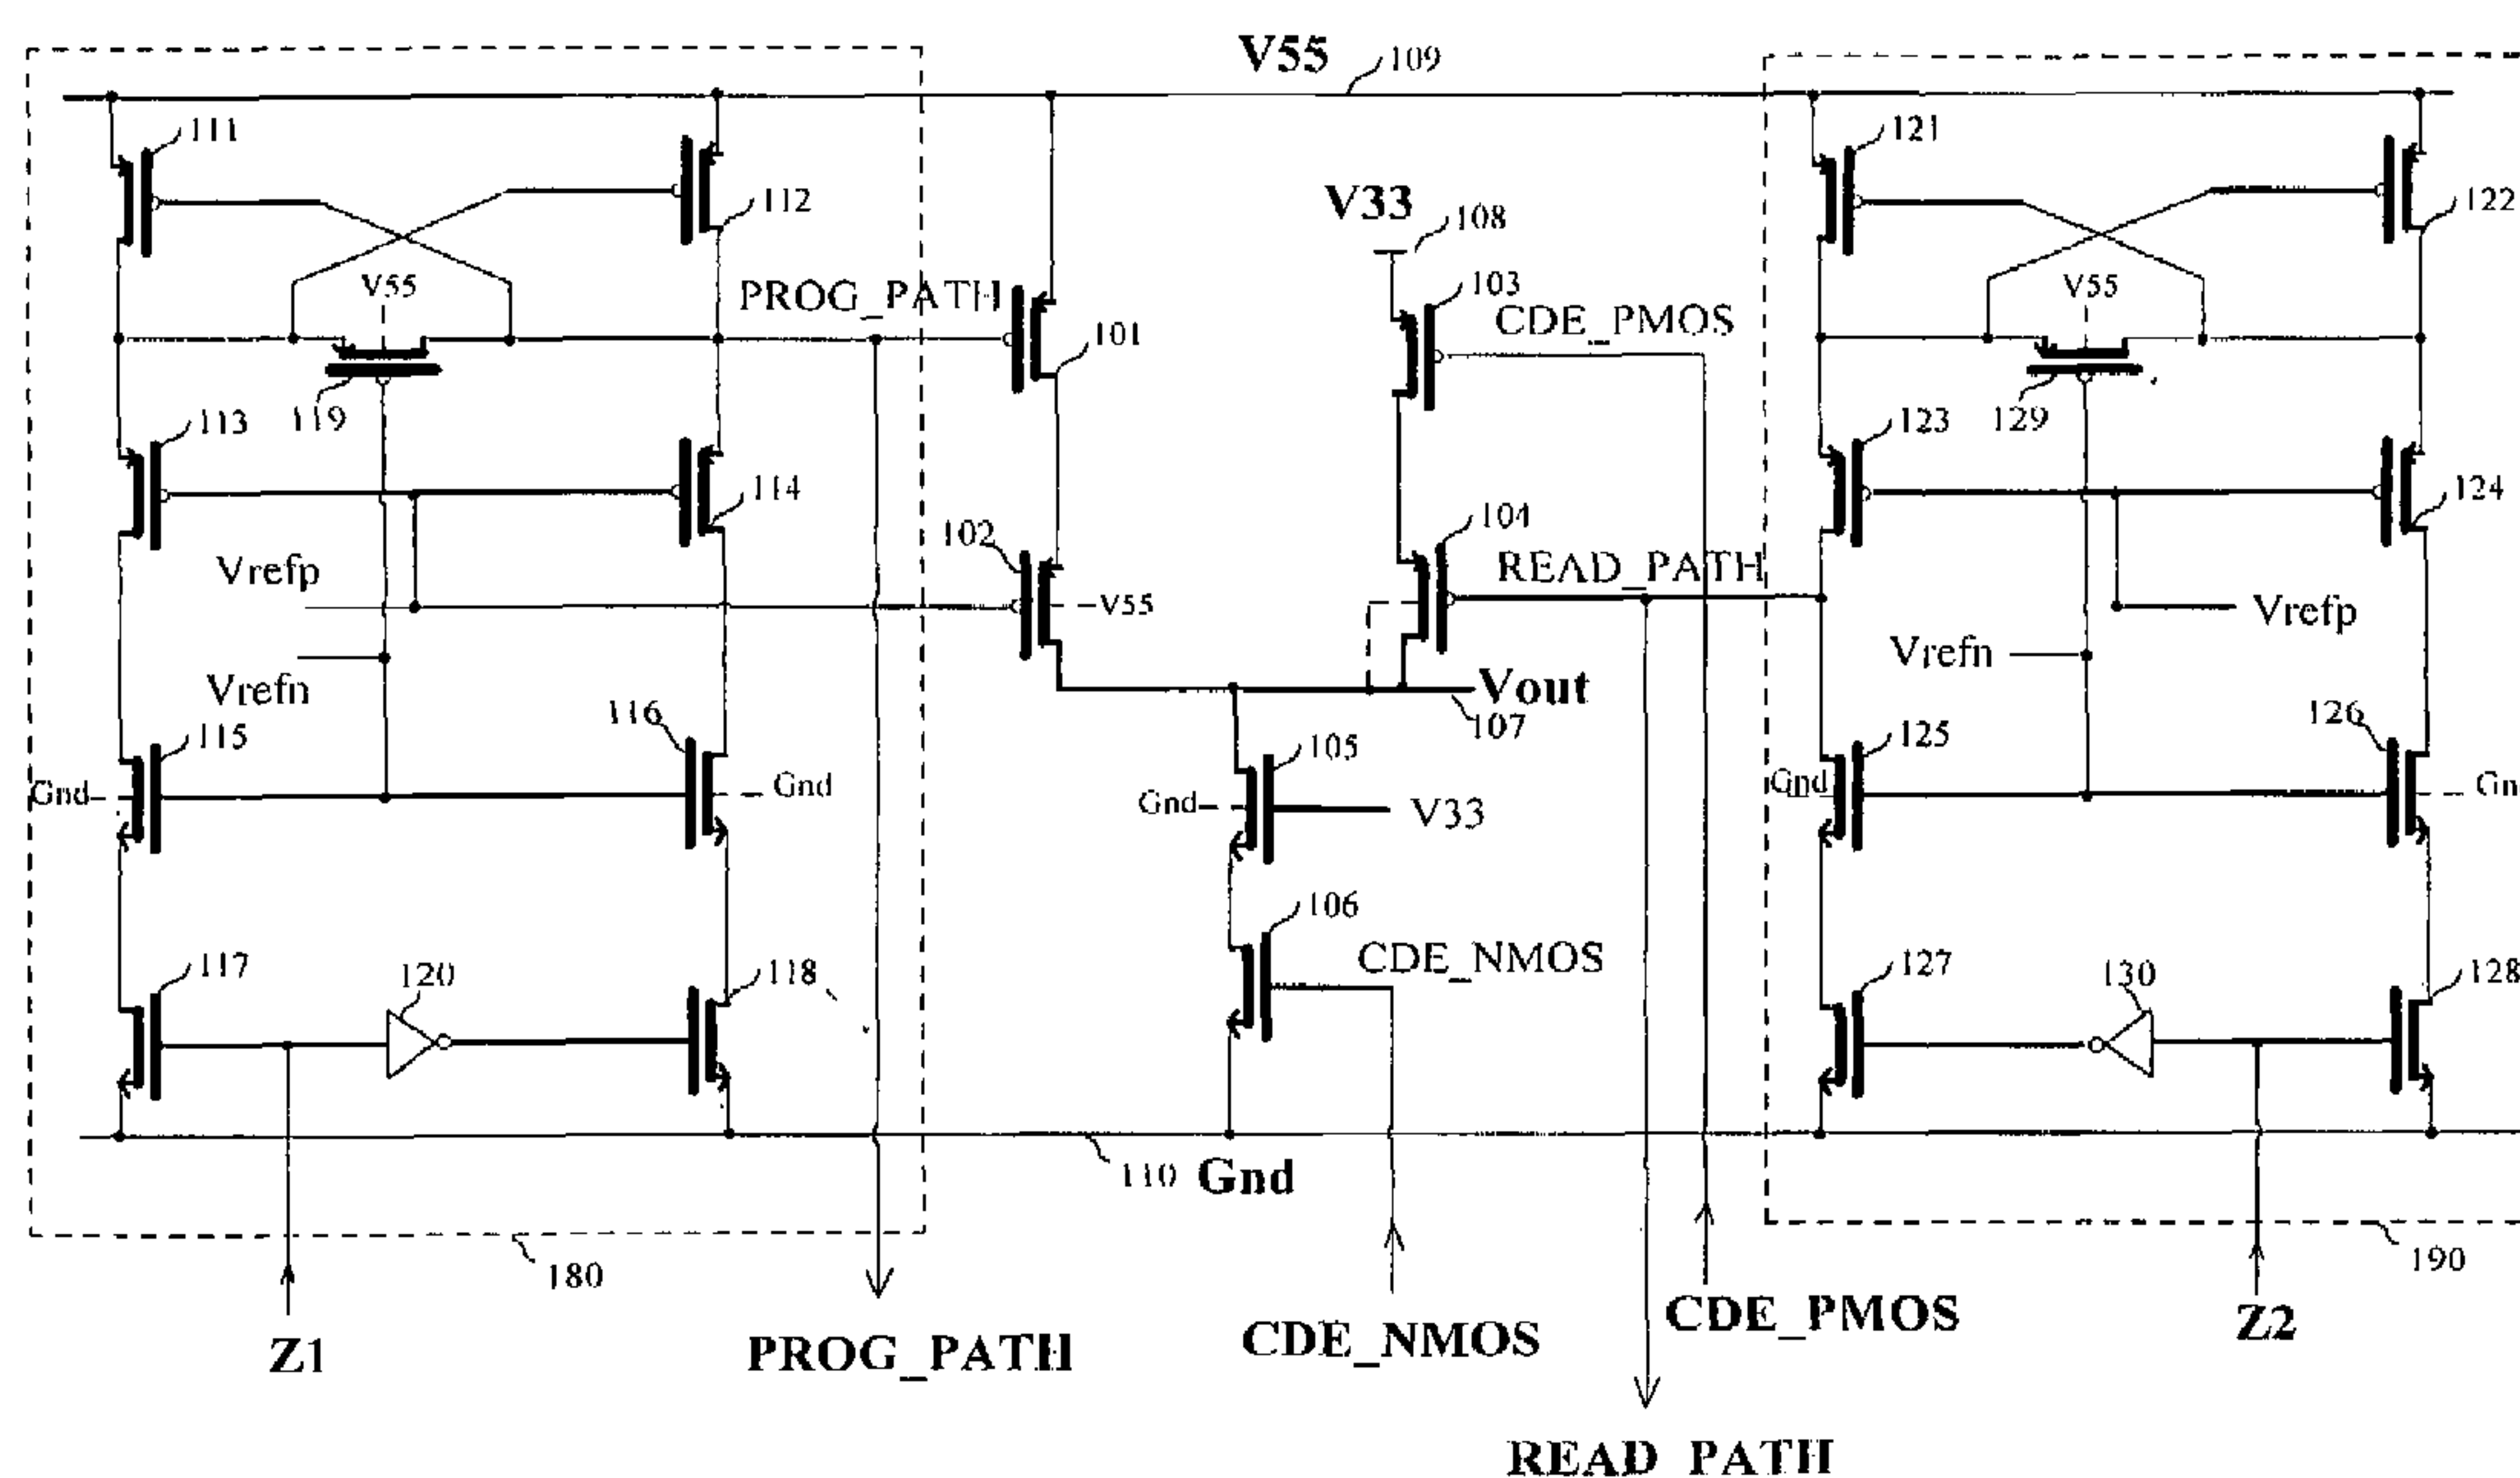 V55
109
111
112
121
122
V33
108
V55
PROG_PATH
103
CDE_PMOS
V55
101
113
119
123
129
114
124
102
104
Vrefp
READ_PATH
V55
Vrefp
Vrefn
Vrefn
Vout
107
115
116
105
125
126
Gnd
Gnd
Gnd
V33
Gnd
106
117
120
118
CDE_NMOS
127
130
128
110
Gnd
180
190
Z1
PROG_PATH
CDE_NMOS
CDE_PMOS
Z2
READ_PATH